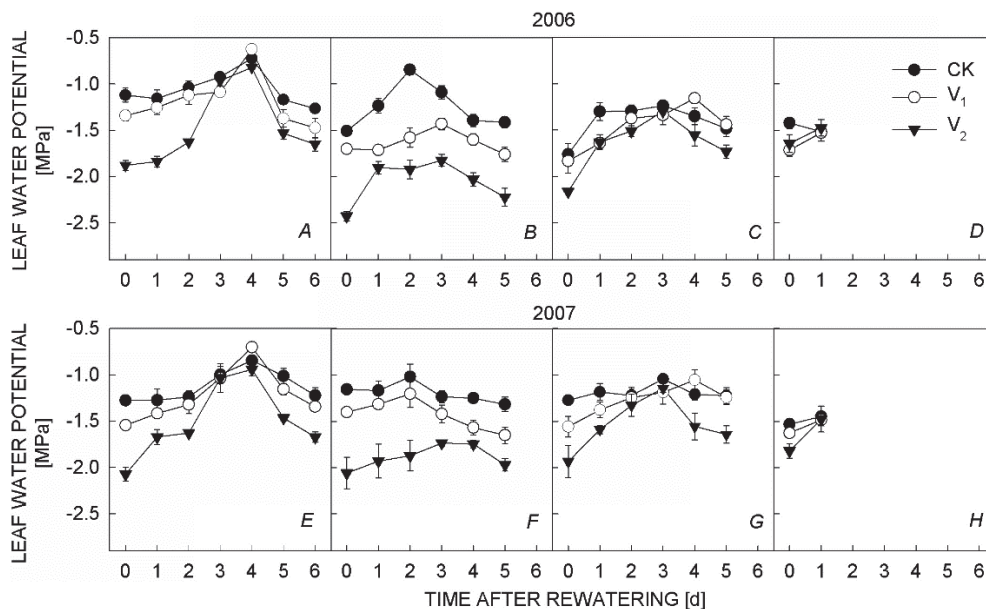 2006
LEAF WATER POTENTIAL
[MPa]
-0.5
-1.0
-1.5
-2.0
-2.5
A
B
C
D
CK
V1
V2
0 1 2 3 4 5 6
0 1 2 3 4 5 6
0 1 2 3 4 5 6
0 1 2 3 4 5 6
2007
LEAF WATER POTENTIAL
[MPa]
-0.5
-1.0
-1.5
-2.0
-2.5
E
F
G
H
0 1 2 3 4 5 6
0 1 2 3 4 5 6
0 1 2 3 4 5 6
0 1 2 3 4 5 6
TIME AFTER REWATERING [d]